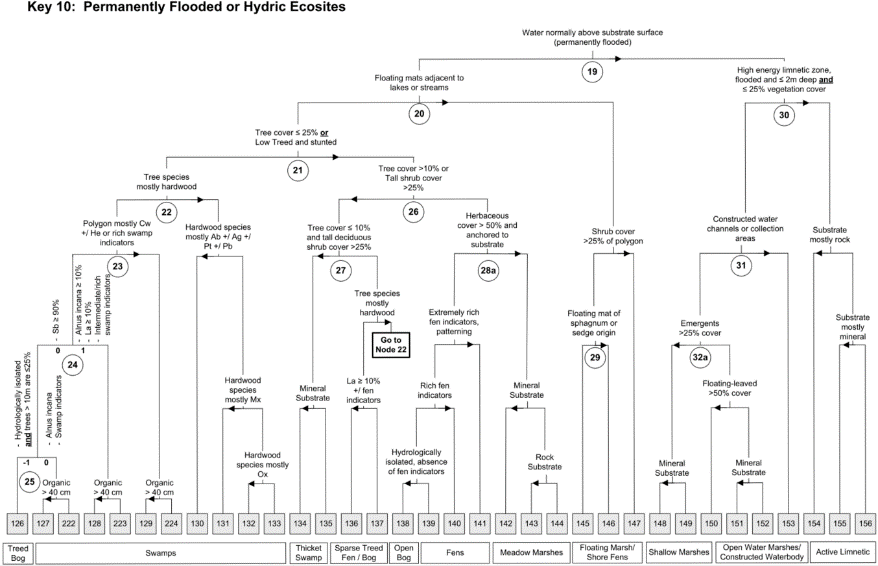 Key 10: Permanently Flooded or Hydric Ecosites
Water normally above substrate surface
(permanently flooded)
19
High energy limnetic zone,
flooded and ≤ 2m deep and
≤ 25% vegetation cover
30
Floating mats adjacent to
lakes or streams
20
Tree cover ≤ 25% or
Low Treed and stunted
21
Tree species
mostly hardwood
22
Tree cover >10% or
Tall shrub cover
>25%
26
Polygon mostly Cw
+/- He or rich swamp
indicators
23
Hardwood species
mostly Ab +/- Ag +/-
Pt +/- Pb
Tree cover ≤ 10%
and tall deciduous
shrub cover >25%
27
Herbaceous
cover > 50% and
anchored to
substrate
28a
Shrub cover
>25% of polygon
Constructed water
channels or collection
areas
31
Substrate
mostly rock
- Sb ≥ 90%
- Alnus incana ≥ 10%
- La ≥ 10%
- Intermediate/rich
swamp indicators
0
1
24
Tree species
mostly
hardwood
Go to
Node 22
Extremely rich
fen indicators,
patterning
Floating mat of
sphagnum or
sedge origin
29
Emergents
>25% cover
32a
Substrate
mostly
mineral
- Hydrologically isolated
and trees > 10m are ≤25%
- Alnus incana
- Swamp indicators
-1
0
25
Hardwood
species
mostly Mx
Mineral
Substrate
La ≥ 10%
+/- fen
indicators
Rich fen
indicators
Mineral
Substrate
Floating-leaved
>50% cover
Organic
> 40 cm
Organic
> 40 cm
Organic
> 40 cm
Hardwood
species mostly
Ox
Hydrologically
isolated, absence
of fen indicators
Rock
Substrate
Mineral
Substrate
Mineral
Substrate
126 127 222 128 223 129 224 130 131 132 133 134 135 136 137 138 139 140 141 142 143 144 145 146 147 148 149 150 151 152 153 154 155 156
Treed
Bog
Swamps
Thicket
Swamp
Sparse Treed
Fen / Bog
Open
Bog
Fens
Meadow Marshes
Floating Marsh/
Shore Fens
Shallow Marshes
Open Water Marshes/
Constructed Waterbody
Active Limnetic